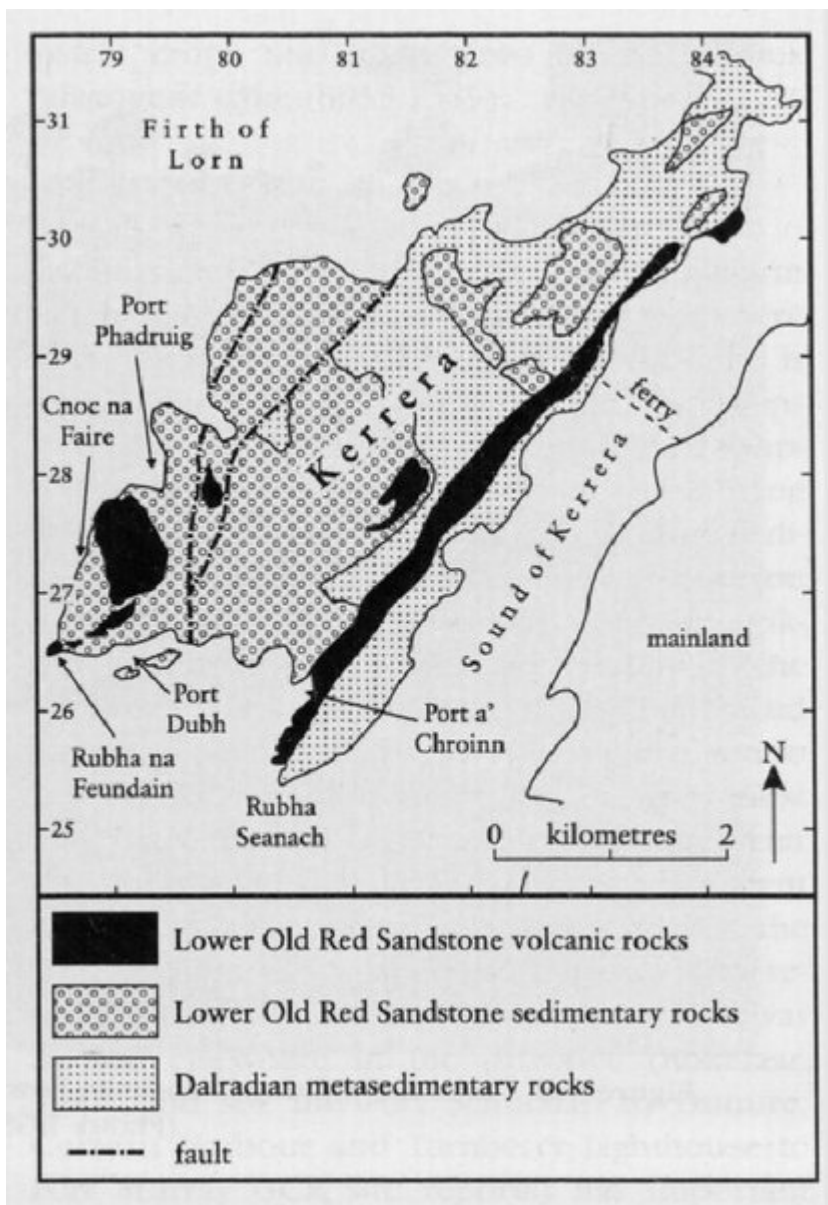 79 80 81 82 83 84
31
30
29
28
27
26
25
Firth of
Lorn
Port
Phadruig
Cnoc na
Faire
Kerrera
ferry
Sound of Kerrera
mainland
Port
Dubh
Rubha na
Feundain
Port a'
Chroinn
Rubha
Seanach
N
0 kilometres 2
Lower Old Red Sandstone volcanic rocks
Lower Old Red Sandstone sedimentary rocks
Dalradian metasedimentary rocks
fault